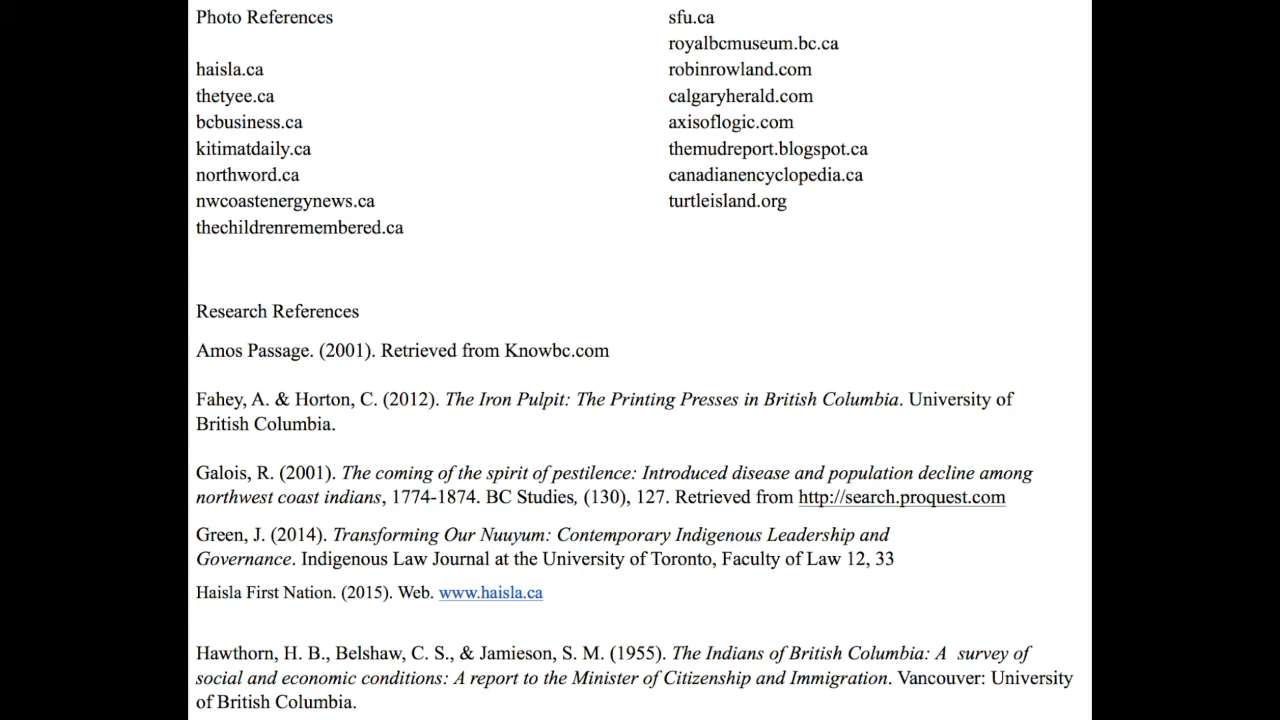 Photo References
haisla.ca
thetyee.ca
bcbusiness.ca
kitimatdaily.ca
northword.ca
nwcoastenergynews.ca
thechildrenremembered.ca
sfu.ca
royalbcmuseum.bc.ca
robinrowland.com
calgaryherald.com
axisoflogic.com
themudreport.blogspot.ca
canadianencyclopedia.ca
turtleisland.org
Research References
Amos Passage. (2001). Retrieved from Knowbc.com
Fahey, A. & Horton, C. (2012). The Iron Pulpit: The Printing Presses in British Columbia. University of
British Columbia.
Galois, R. (2001). The coming of the spirit of pestilence: Introduced disease and population decline among
northwest coast indians, 1774-1874. BC Studies, (130), 127. Retrieved from http://search.proquest.com
Green, J. (2014). Transforming Our Nuuyum: Contemporary Indigenous Leadership and
Governance. Indigenous Law Journal at the University of Toronto, Faculty of Law 12, 33
Haisla First Nation. (2015). Web. www.haisla.ca
Hawthorn, H. B., Belshaw, C. S., & Jamieson, S. M. (1955). The Indians of British Columbia: A  survey of
social and economic conditions: A report to the Minister of Citizenship and Immigration. Vancouver: University
of British Columbia.